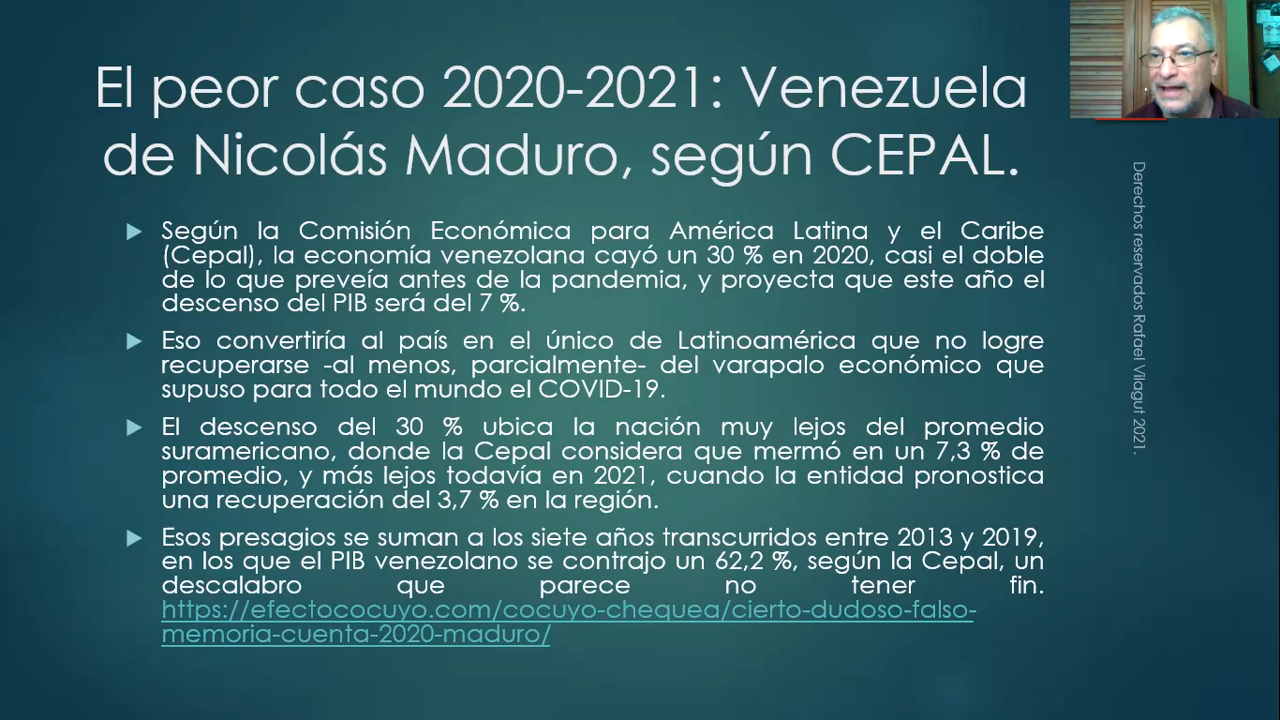 El peor caso 2020-2021: Venezuela
de Nicolás Maduro, según CEPAL.
Según la Comisión Económica para América Latina y el Caribe
(Cepal), la economía venezolana cayó un 30 % en 2020, casi el doble
de lo que preveía antes de la pandemia, y proyecta que este año el
descenso del PIB será del 7 %.
Eso convertiría al país en el único de Latinoamérica que no logre
recuperarse -al menos, parcialmente- del varapalo económico que
supuso para todo el mundo el COVID-19.
El descenso del 30 % ubica la nación muy lejos del promedio
suramericano, donde la Cepal considera que mermó en un 7,3 % de
promedio, y más lejos todavía en 2021, cuando la entidad pronostica
una recuperación del 3,7 % en la región.
Esos presagios se suman a los siete años transcurridos entre 2013 y 2019,
en los que el PIB venezolano se contrajo un 62,2 %, según la Cepal, un
descalabro que parece no tener fin.
https://efectococuyo.com/cocuyo-chequea/cierto-dudoso-falso-
memoria-cuenta-2020-maduro/
Derechos reservados Rafael Vilagut 2021.